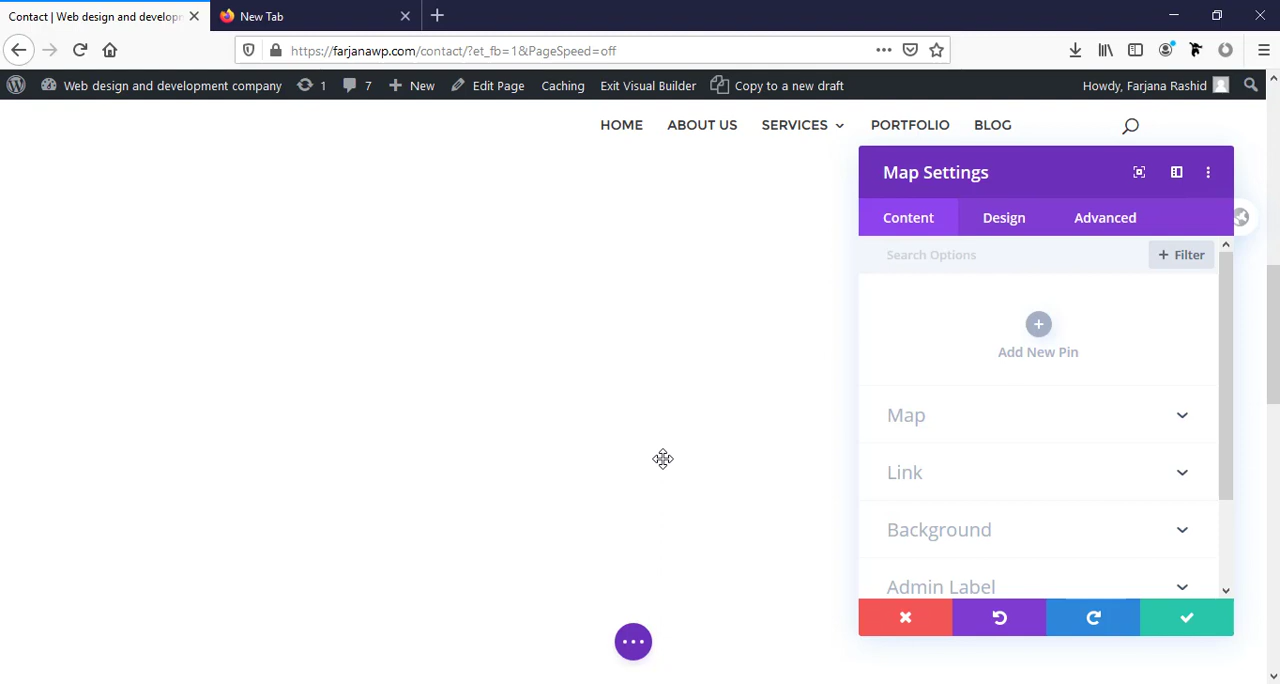 Contact | Web design and developm
New Tab
https://farjanawp.com/contact/?et_fb=1&PageSpeed=off
Web design and development company
1
7
New
Edit Page
Caching
Exit Visual Builder
Copy to a new draft
Howdy, Farjana Rashid
HOME
ABOUT US
SERVICES
PORTFOLIO
BLOG
Map Settings
Content
Design
Advanced
Search Options
+ Filter
Add New Pin
Map
Link
Background
Admin Label